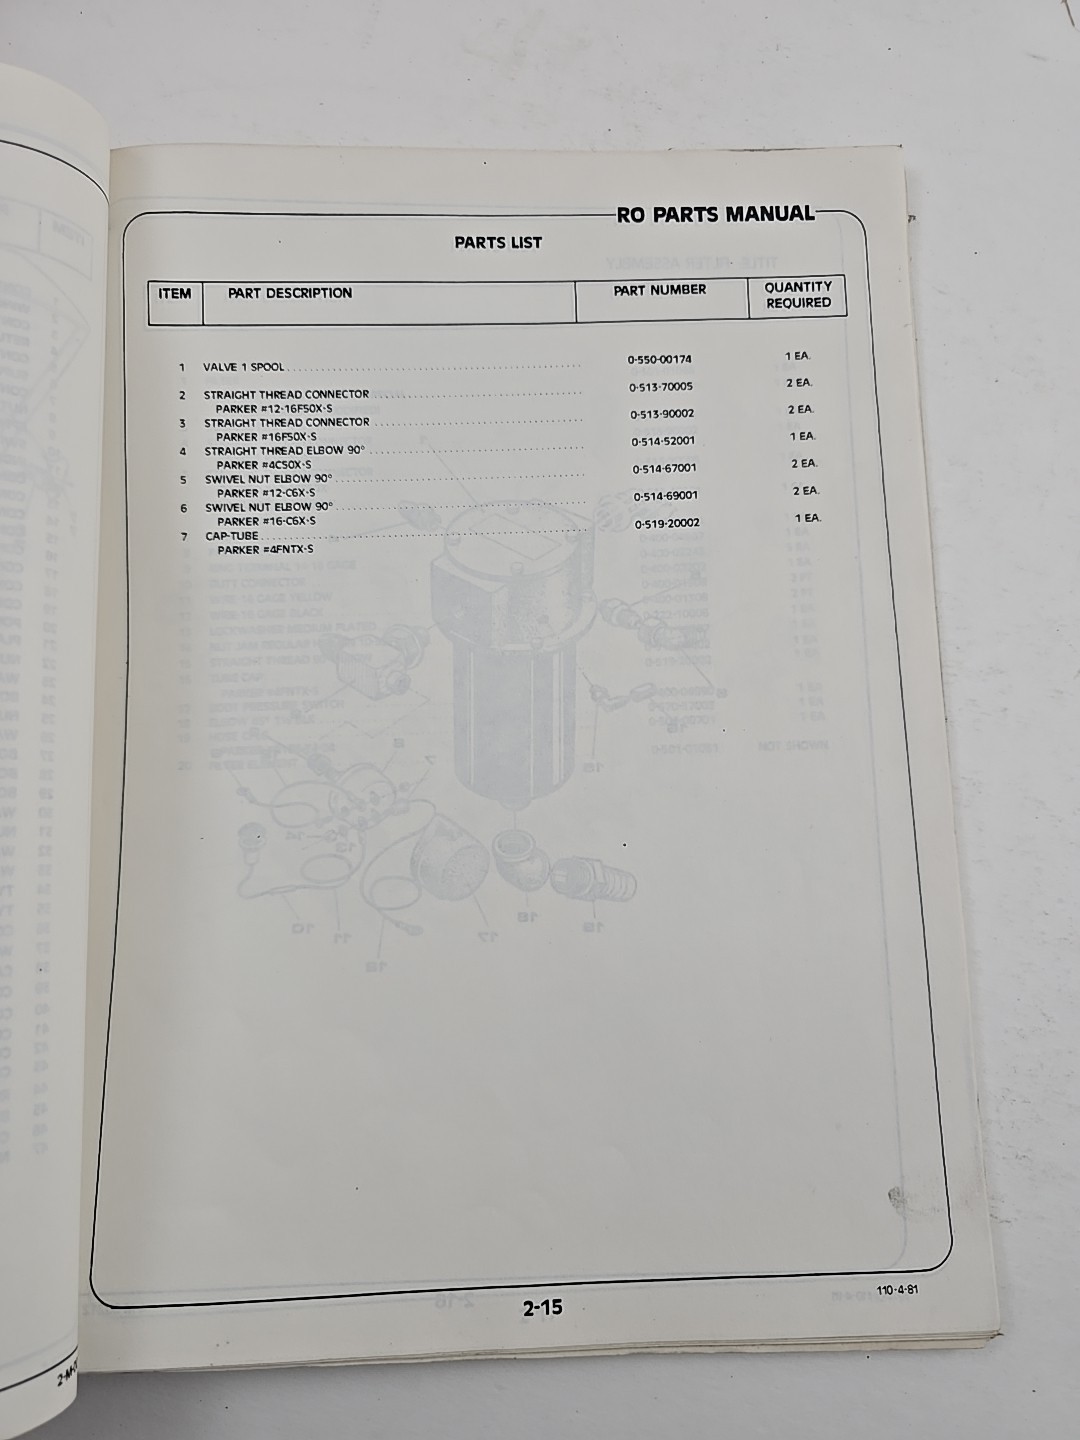 RO PARTS MANUAL
PARTS LIST
ITEM PART DESCRIPTION PART NUMBER QUANTITY REQUIRED
1 VALVE 1 SPOOL 0-550-00174 1 EA.
2 STRAIGHT THREAD CONNECTOR 0-513-70005 2 EA.
PARKER #12-16F50X-S
3 STRAIGHT THREAD CONNECTOR 0-513-90002 2 EA.
PARKER #16F50X-S
4 STRAIGHT THREAD ELBOW 90° 0-514-52001 1 EA.
PARKER #4C50X-S
5 SWIVEL NUT ELBOW 90° 0-514-67001 2 EA.
PARKER #12-C6X-S
6 SWIVEL NUT ELBOW 90° 0-514-69001 2 EA.
PARKER #16-C6X-S
7 CAP-TUBE 0-519-20002 1 EA.
PARKER #4FNTX-S
110-4-81
2-15